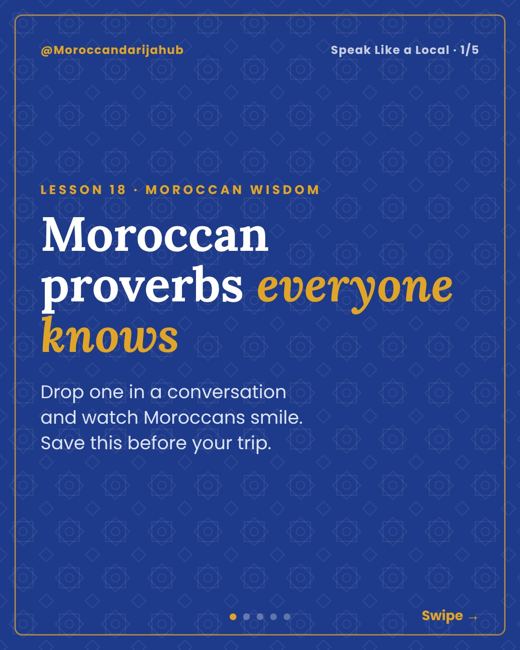 @Moroccandarijahub
Speak Like a Local · 1/5
LESSON 18 · MOROCCAN WISDOM
Moroccan
proverbs everyone
knows
Drop one in a conversation
and watch Moroccans smile.
Save this before your trip.
Swipe →